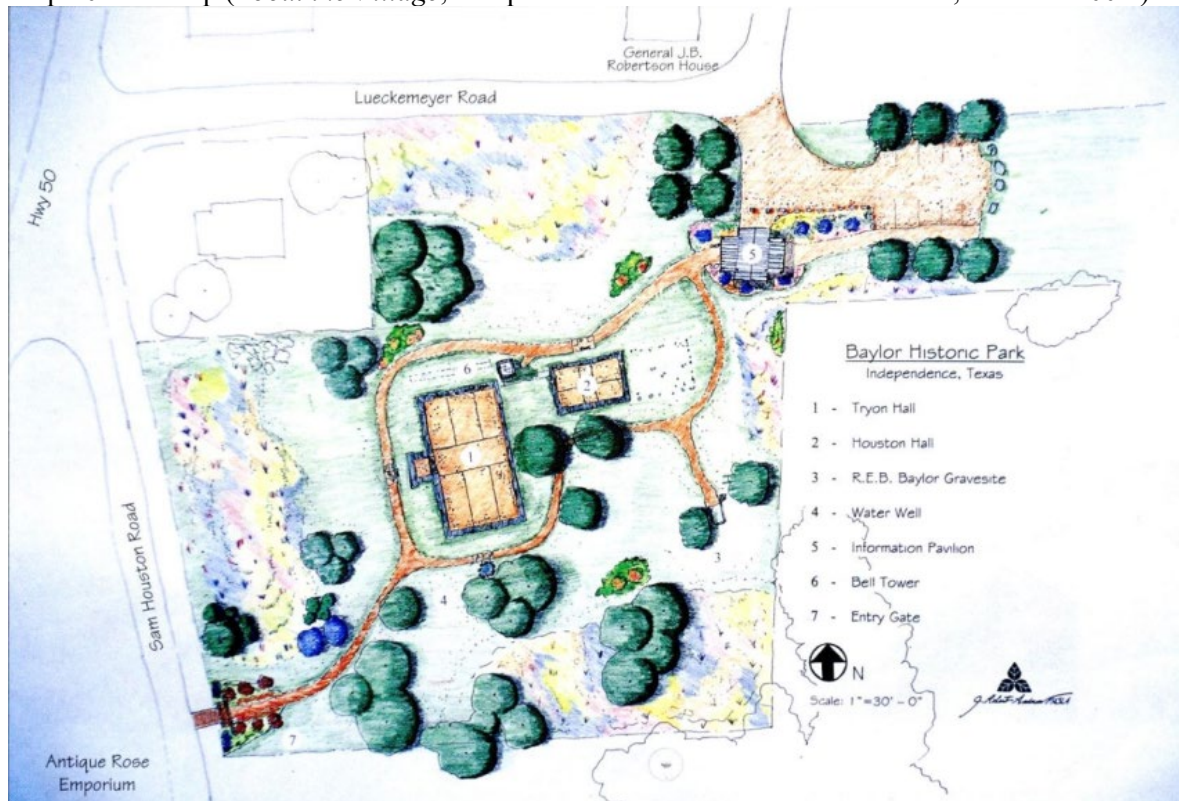 General J.B.
Robertson House
Lueckemeyer Road
Hwy 50
5
Baylor Historic Park
Independence, Texas
6
2
1 - Tryon Hall
1
2 - Houston Hall
3 - R.E.B. Baylor Gravesite
4 - Water Well
5 - Information Pavilion
3
6 - Bell Tower
4
7 - Entry Gate
Sam Houston Road
N
Scale: 1"=30'-0"
7
Antique Rose
Emporium